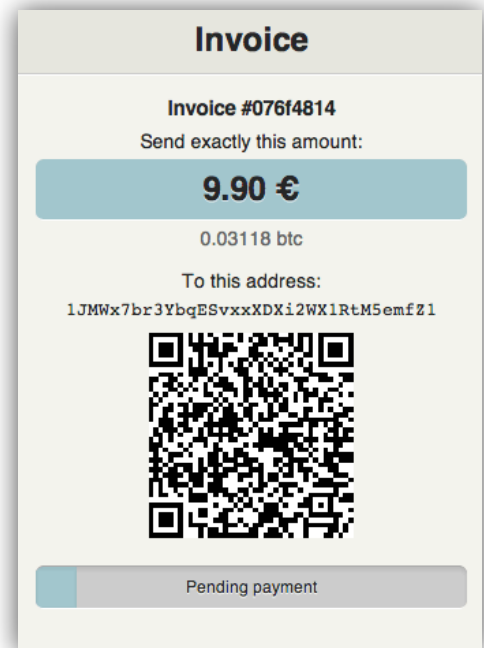 Invoice
Invoice #076f4814
Send exactly this amount:
9.90 €
0.03118 btc
To this address:
1JMWx7br3YbqESvxxXDXi2WX1RtM5emfZ1
Pending payment